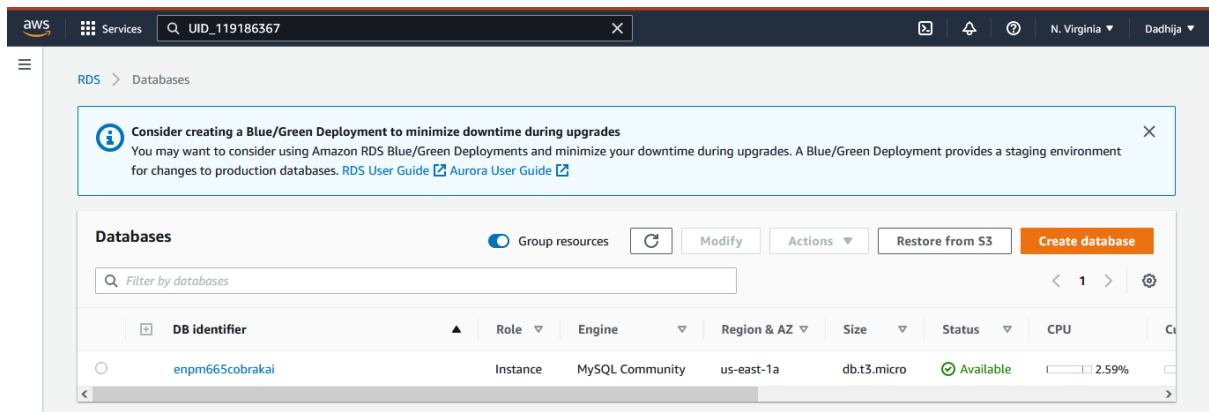 aws Services UID_119186367 N. Virginia Dadhija
RDS > Databases
Consider creating a Blue/Green Deployment to minimize downtime during upgrades
You may want to consider using Amazon RDS Blue/Green Deployments and minimize your downtime during upgrades. A Blue/Green Deployment provides a staging environment
for changes to production databases. RDS User Guide Aurora User Guide
Databases Group resources Modify Actions Restore from S3 Create database
Filter by databases 1
DB identifier Role Engine Region & AZ Size Status CPU
enpm665cobrakai Instance MySQL Community us-east-1a db.t3.micro Available 2.59%